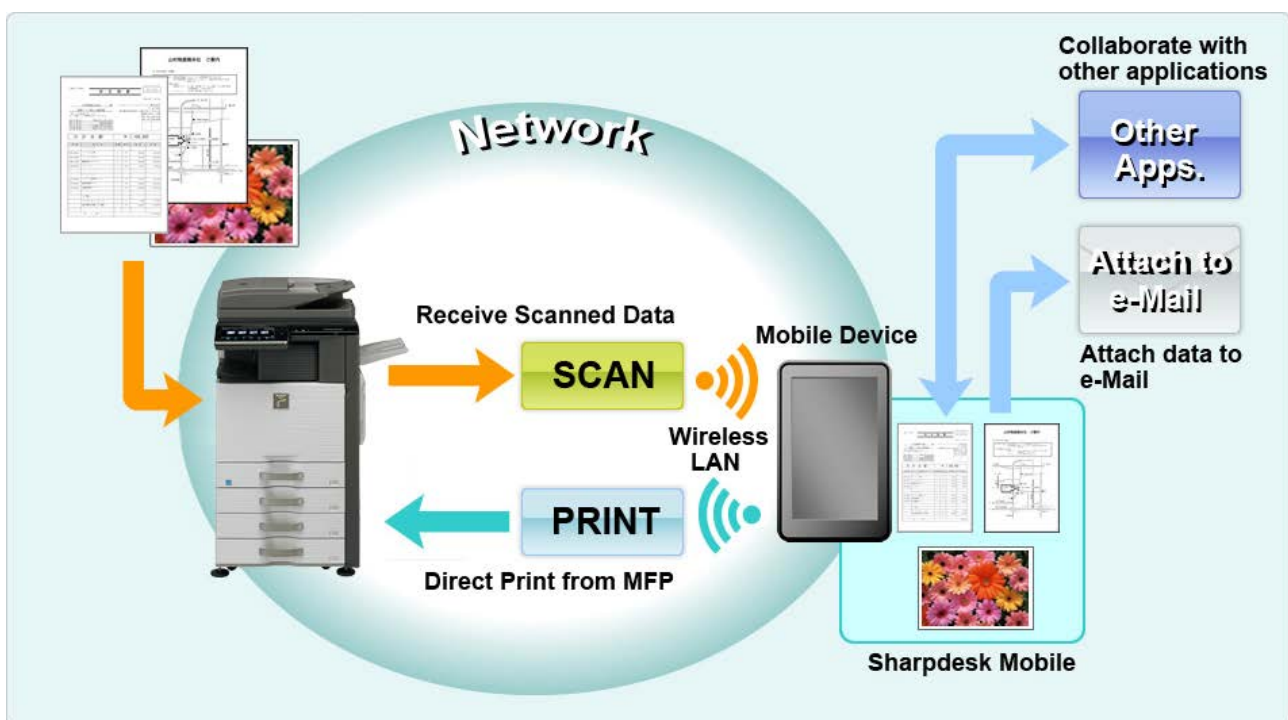 Collaborate with
other applications
Other
Apps.
Network
Attach to
e-Mail
Attach data to
e-Mail
Receive Scanned Data
SCAN
Mobile Device
Wireless
LAN
PRINT
Direct Print from MFP
Sharpdesk Mobile